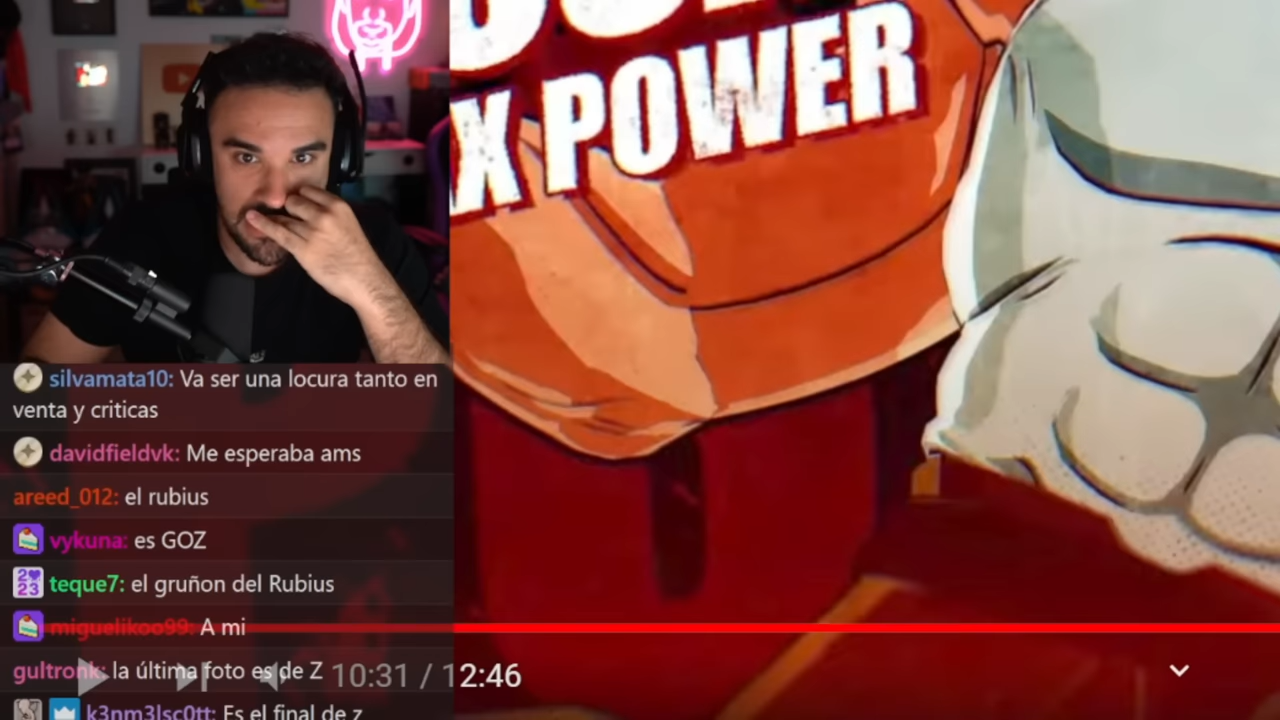 X POWER
silvamata10: Va ser una locura tanto en
venta y criticas
davidfieldvk: Me esperaba ams
areed_012: el rubius
vykuna: es GOZ
teque7: el gruñon del Rubius
miguelikoo99: A mi
gultronk: la última foto es de Z
10:31 / 12:46
k3nm3lsc0tt: Es el final de z